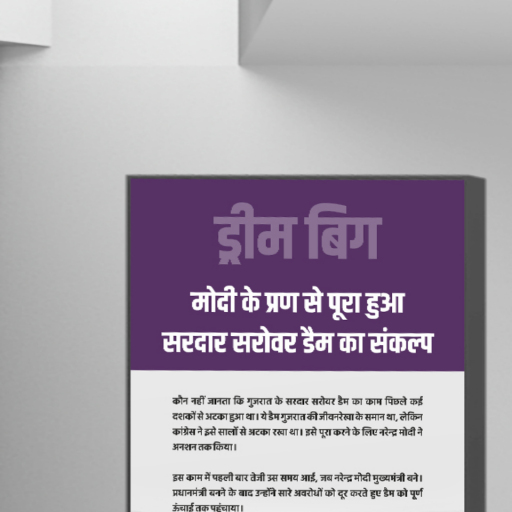 ड्रीम बिग
मोदी के प्रण से पूरा हुआ
सरदार सरोवर डैम का संकल्प
कौन नहीं जानता कि गुजरात के सरदार सरोवर डैम का काम पिछले कई
दशकों से अटका हुआ था। ये डैम गुजरात की जीवनरेखा के समान था, लेकिन
कांग्रेस ने इसे सालों से अटका रखा था। इसे पूरा करने के लिए नरेन्द्र मोदी ने
अनशन तक किया।
इस काम में पहली बार तेजी उस समय आई, जब नरेन्द्र मोदी मुख्यमंत्री बने।
प्रधानमंत्री बनने के बाद उन्होंने सारे अवरोधों को दूर करते हुए डैम को पूर्ण
ऊंचाई तक पहुंचाया।